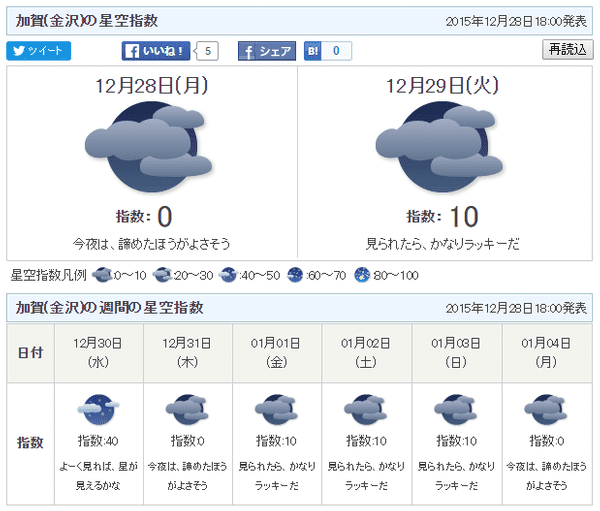 加賀(金沢)の星空指数 2015年12月28日18:00発表
ツイート いいね! 5 シェア B! 0 再読込
12月28日(月) 12月29日(火)
指数: 0 指数: 10
今夜は、諦めたほうがよさそう 見られたら、かなりラッキーだ
星空指数凡例 :0～10 :20～30 :40～50 :60～70 :80～100
加賀(金沢)の週間の星空指数 2015年12月28日18:00発表
日付 12月30日 12月31日 01月01日 01月02日 01月03日 01月04日
(水) (木) (金) (土) (日) (月)
指数 指数:40 指数:0 指数:10 指数:10 指数:10 指数:0
よーく見れば、星が 今夜は、諦めたほう 見られたら、かなり 見られたら、かなり 見られたら、かなり 今夜は、諦めたほう
見えるかな がよさそう ラッキーだ ラッキーだ ラッキーだ がよさそう